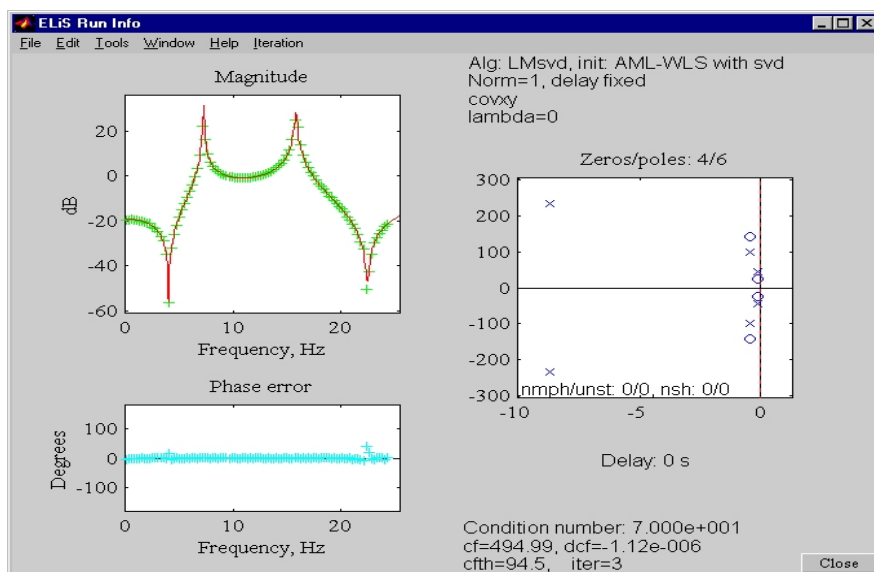 ELiS Run Info
File Edit Tools Window Help Iteration
Magnitude
20
0
-20
-40
-60
dB
0 10 20
Frequency, Hz
Phase error
100
0
-100
Degrees
0 10 20
Frequency, Hz
Alg: LMsvd, init: AML-WLS with svd
Norm=1, delay fixed
covxy
lambda=0
Zeros/poles: 4/6
300
200
100
0
-100
-200
-300
nmph/unst: 0/0, nsh: 0/0
-10 -5 0
Delay: 0 s
Condition number: 7.000e+001
cf=494.99, dcf=-1.12e-006
cfth=94.5, iter=3
Close